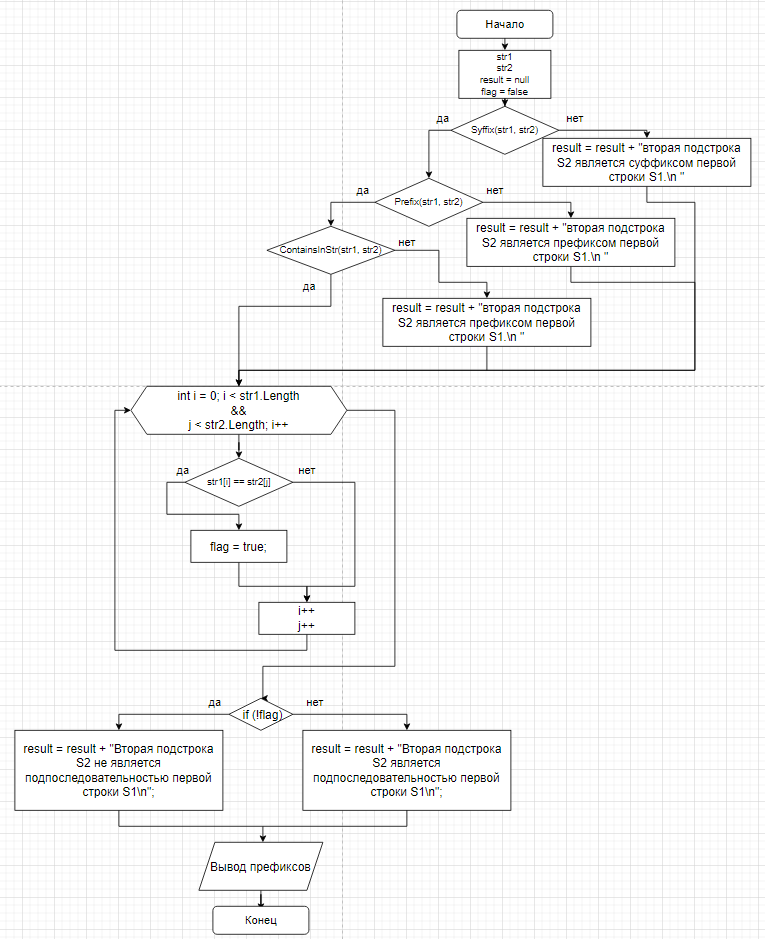 Начало
str1
str2
result = null
flag = false
да
нет
Syffix(str1, str2)
result = result + "вторая подстрока
S2 является суффиксом первой
строки S1.\n "
да
нет
Prefix(str1, str2)
result = result + "вторая подстрока
S2 является префиксом первой
строки S1.\n "
нет
ContainsInStr(str1, str2)
да
result = result + "вторая подстрока
S2 является префиксом первой
строки S1.\n "
int i = 0; i < str1.Length
&&
j < str2.Length; i++
да
нет
str1[i] == str2[j]
flag = true;
i++
j++
да
нет
if (!flag)
result = result + "Вторая подстрока
S2 не является
подпоследовательностью первой
строки S1\n";
result = result + "Вторая подстрока
S2 является
подпоследовательностью первой
строки S1\n";
Вывод префиксов
Конец